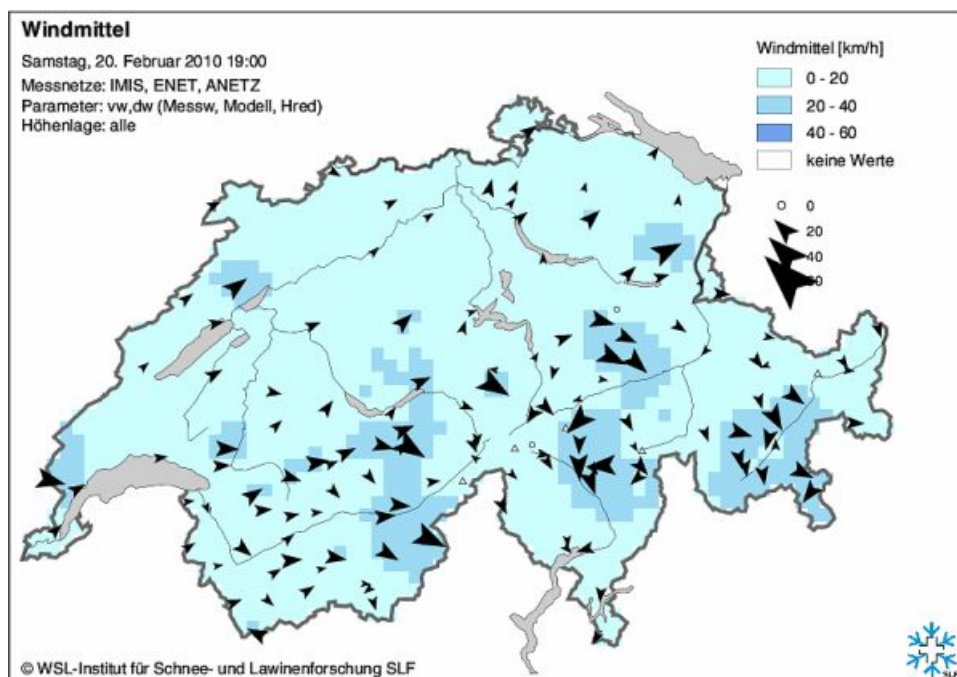 Windmittel
Samstag, 20. Februar 2010 19:00
Messnetze: IMIS, ENET, ANETZ
Parameter: vw,dw (Messw, Modell, Hred)
Höhenlage: alle
Windmittel [km/h]
0 - 20
20 - 40
40 - 60
keine Werte
0
20
40
© WSL-Institut für Schnee- und Lawinenforschung SLF
SLF